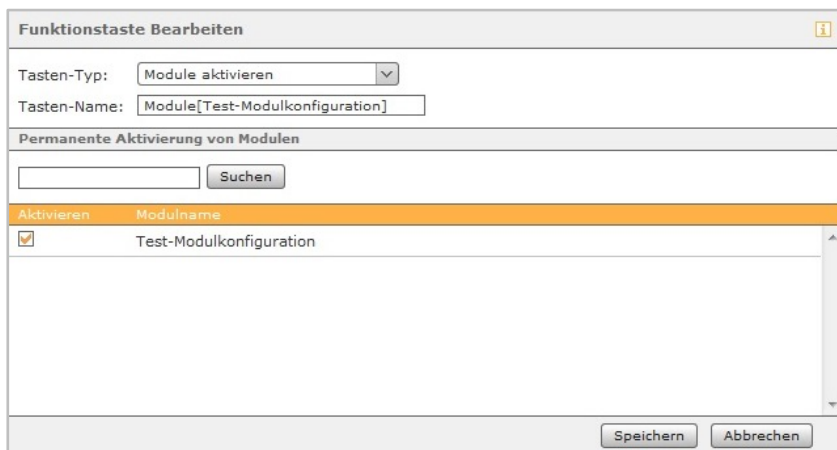 Funktionstaste Bearbeiten
Tasten-Typ: Module aktivieren
Tasten-Name: Module[Test-Modulkonfiguration]
Permanente Aktivierung von Modulen
Suchen
Aktivieren Modulname
Test-Modulkonfiguration
Speichern Abbrechen